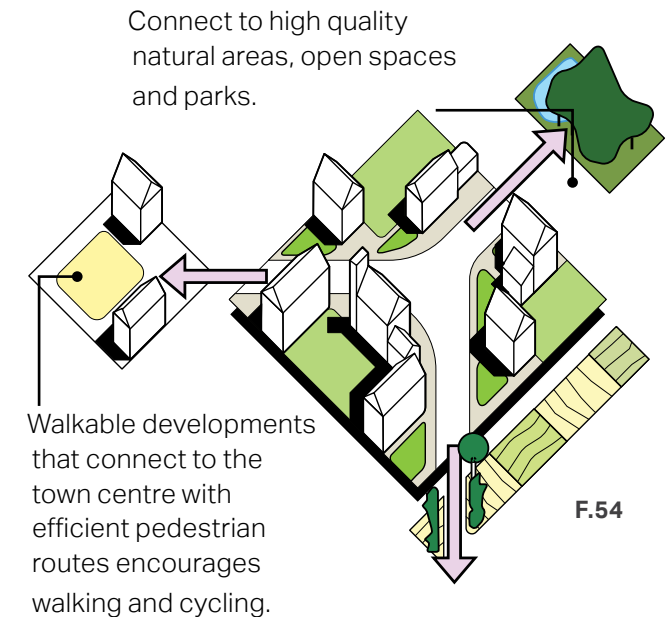 Connect to high quality
natural areas, open spaces
and parks.
Walkable developments
that connect to the
town centre with
efficient pedestrian
routes encourages
walking and cycling.
F.54